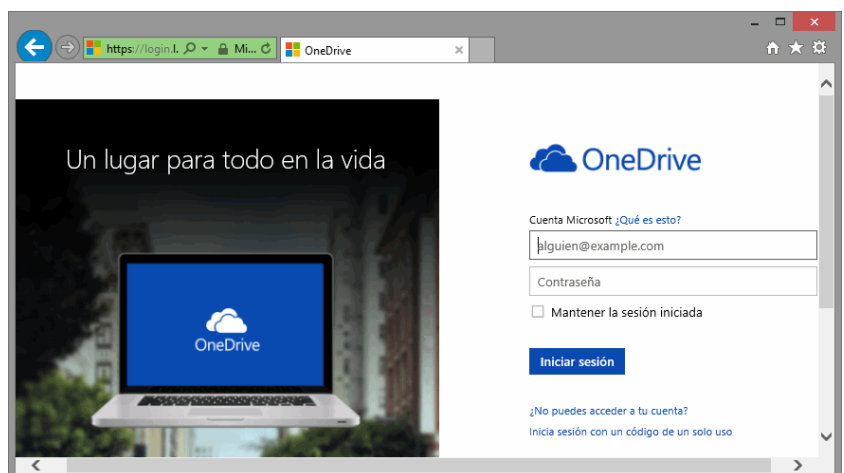 https://login.l.
Mi...
OneDrive
Un lugar para todo en la vida
OneDrive
OneDrive
Cuenta Microsoft ¿Qué es esto?
alguien@example.com
Contraseña
Mantener la sesión iniciada
Iniciar sesión
¿No puedes acceder a tu cuenta?
Inicia sesión con un código de un solo uso